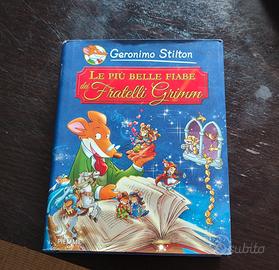 Geronimo Stilton
LE PIÙ BELLE FIABE
dei Fratelli Grimm
PIEMME
subito